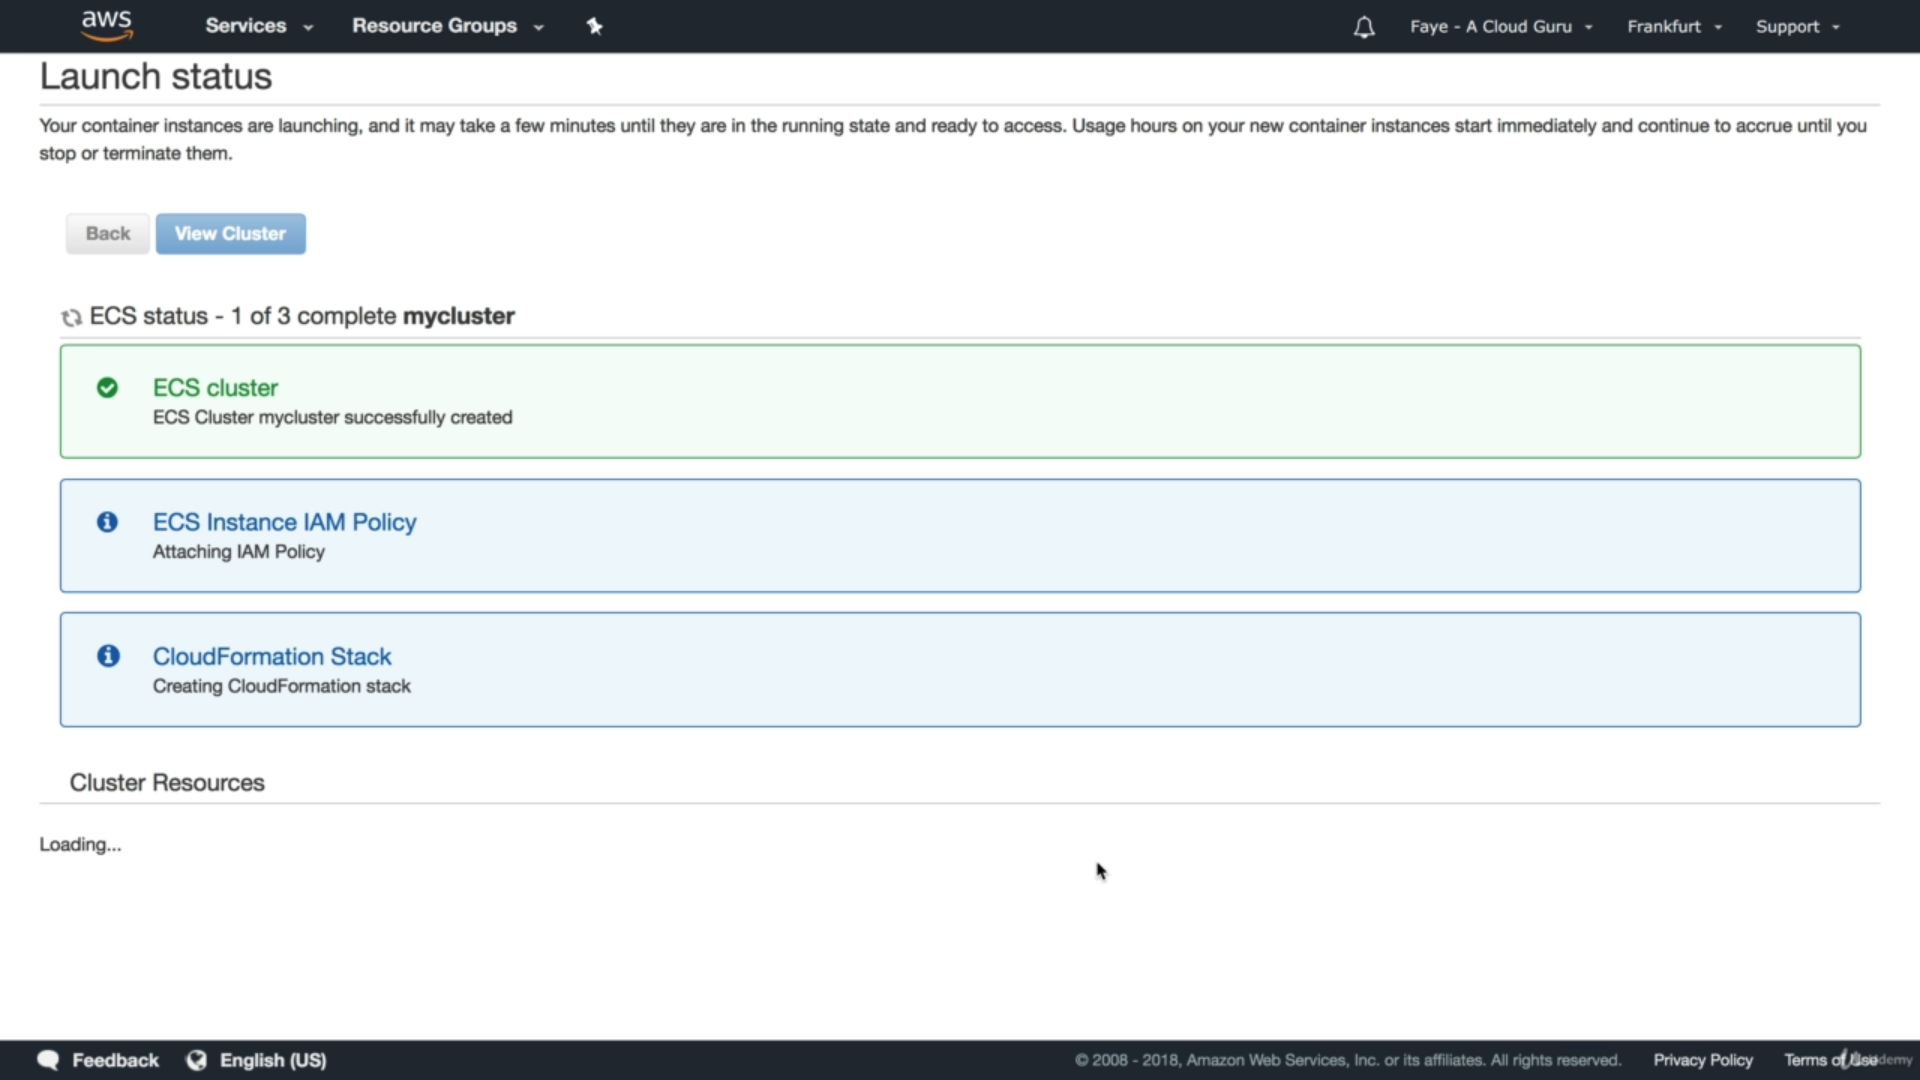 aws Services Resource Groups Faye - A Cloud Guru Frankfurt Support
Launch status
Your container instances are launching, and it may take a few minutes until they are in the running state and ready to access. Usage hours on your new container instances start immediately and continue to accrue until you
stop or terminate them.
Back View Cluster
ECS status - 1 of 3 complete mycluster
ECS cluster
ECS Cluster mycluster successfully created
ECS Instance IAM Policy
Attaching IAM Policy
CloudFormation Stack
Creating CloudFormation stack
Cluster Resources
Loading...
Feedback English (US) © 2008 - 2018, Amazon Web Services, Inc. or its affiliates. All rights reserved. Privacy Policy Terms of Use